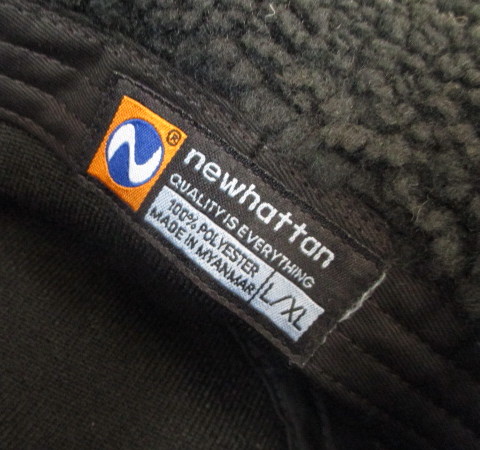 N®
newhattan
QUALITY IS EVERYTHING
100% POLYESTER
MADE IN MYANMAR
L/XL